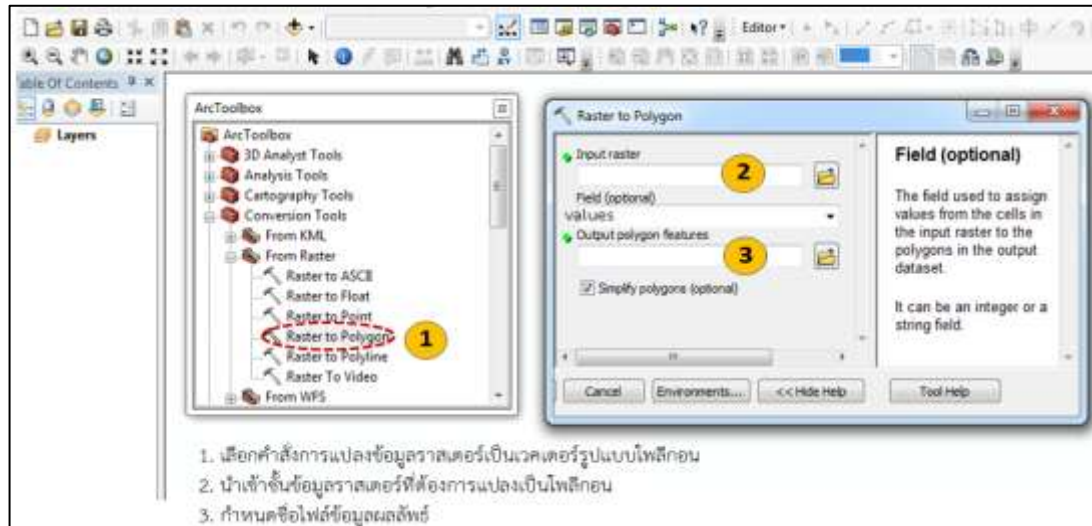 Editor
Table Of Contents
Layers
ArcToolbox
ArcToolbox
3D Analyst Tools
Analysis Tools
Cartography Tools
Conversion Tools
From KML
From Raster
Raster to ASCII
Raster to Float
Raster to Point
Raster to Polygon
Raster to Polyline
Raster To Video
From WFS
1
Raster to Polygon
Input raster
2
Field (optional)
values
Output polygon features
3
Simplify polygons (optional)
Cancel
Environments....
<< Hide Help
Tool Help
Field (optional)
The field used to assign
values from the cells in
the input raster to the
polygons in the output
dataset.
It can be an integer or a
string field.
1. เลือกคำสั่งการแปลงข้อมูลราสเตอร์เป็นเวคเตอร์รูปแบบโพลีกอน
2. นำเข้าชั้นข้อมูลราสเตอร์ที่ต้องการแปลงเป็นโพลีกอน
3. กำหนดชื่อไฟล์ข้อมูลผลลัพธ์